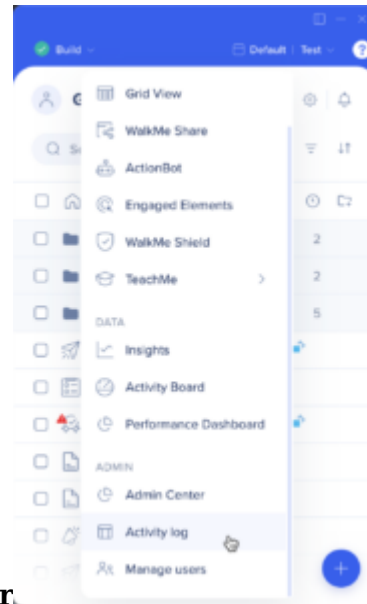 Build Default Test ?
Grid View
WalkMe Share
ActionBot
Engaged Elements
WalkMe Shield
2
TeachMe
2
DATA
5
Insights
Activity Board
Performance Dashboard
ADMIN
Admin Center
Activity log
Manage users